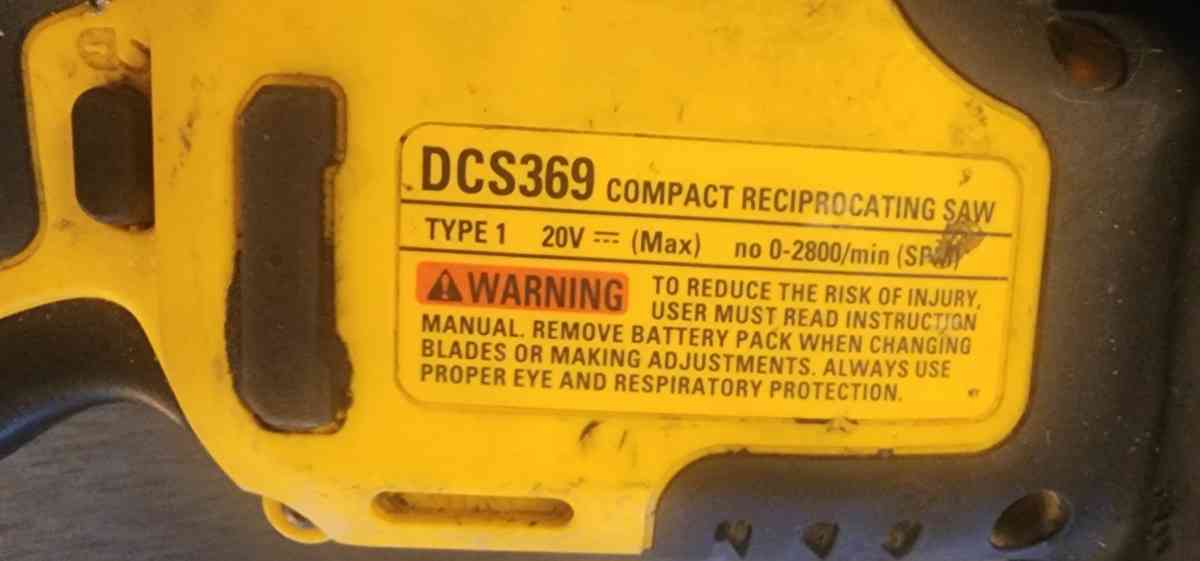 DCS369 COMPACT RECIPROCATING SAW
TYPE 1 20V ⎓ (Max) no 0-2800/min (SPM)
⚠WARNING TO REDUCE THE RISK OF INJURY,
USER MUST READ INSTRUCTION
MANUAL. REMOVE BATTERY PACK WHEN CHANGING
BLADES OR MAKING ADJUSTMENTS. ALWAYS USE
PROPER EYE AND RESPIRATORY PROTECTION.